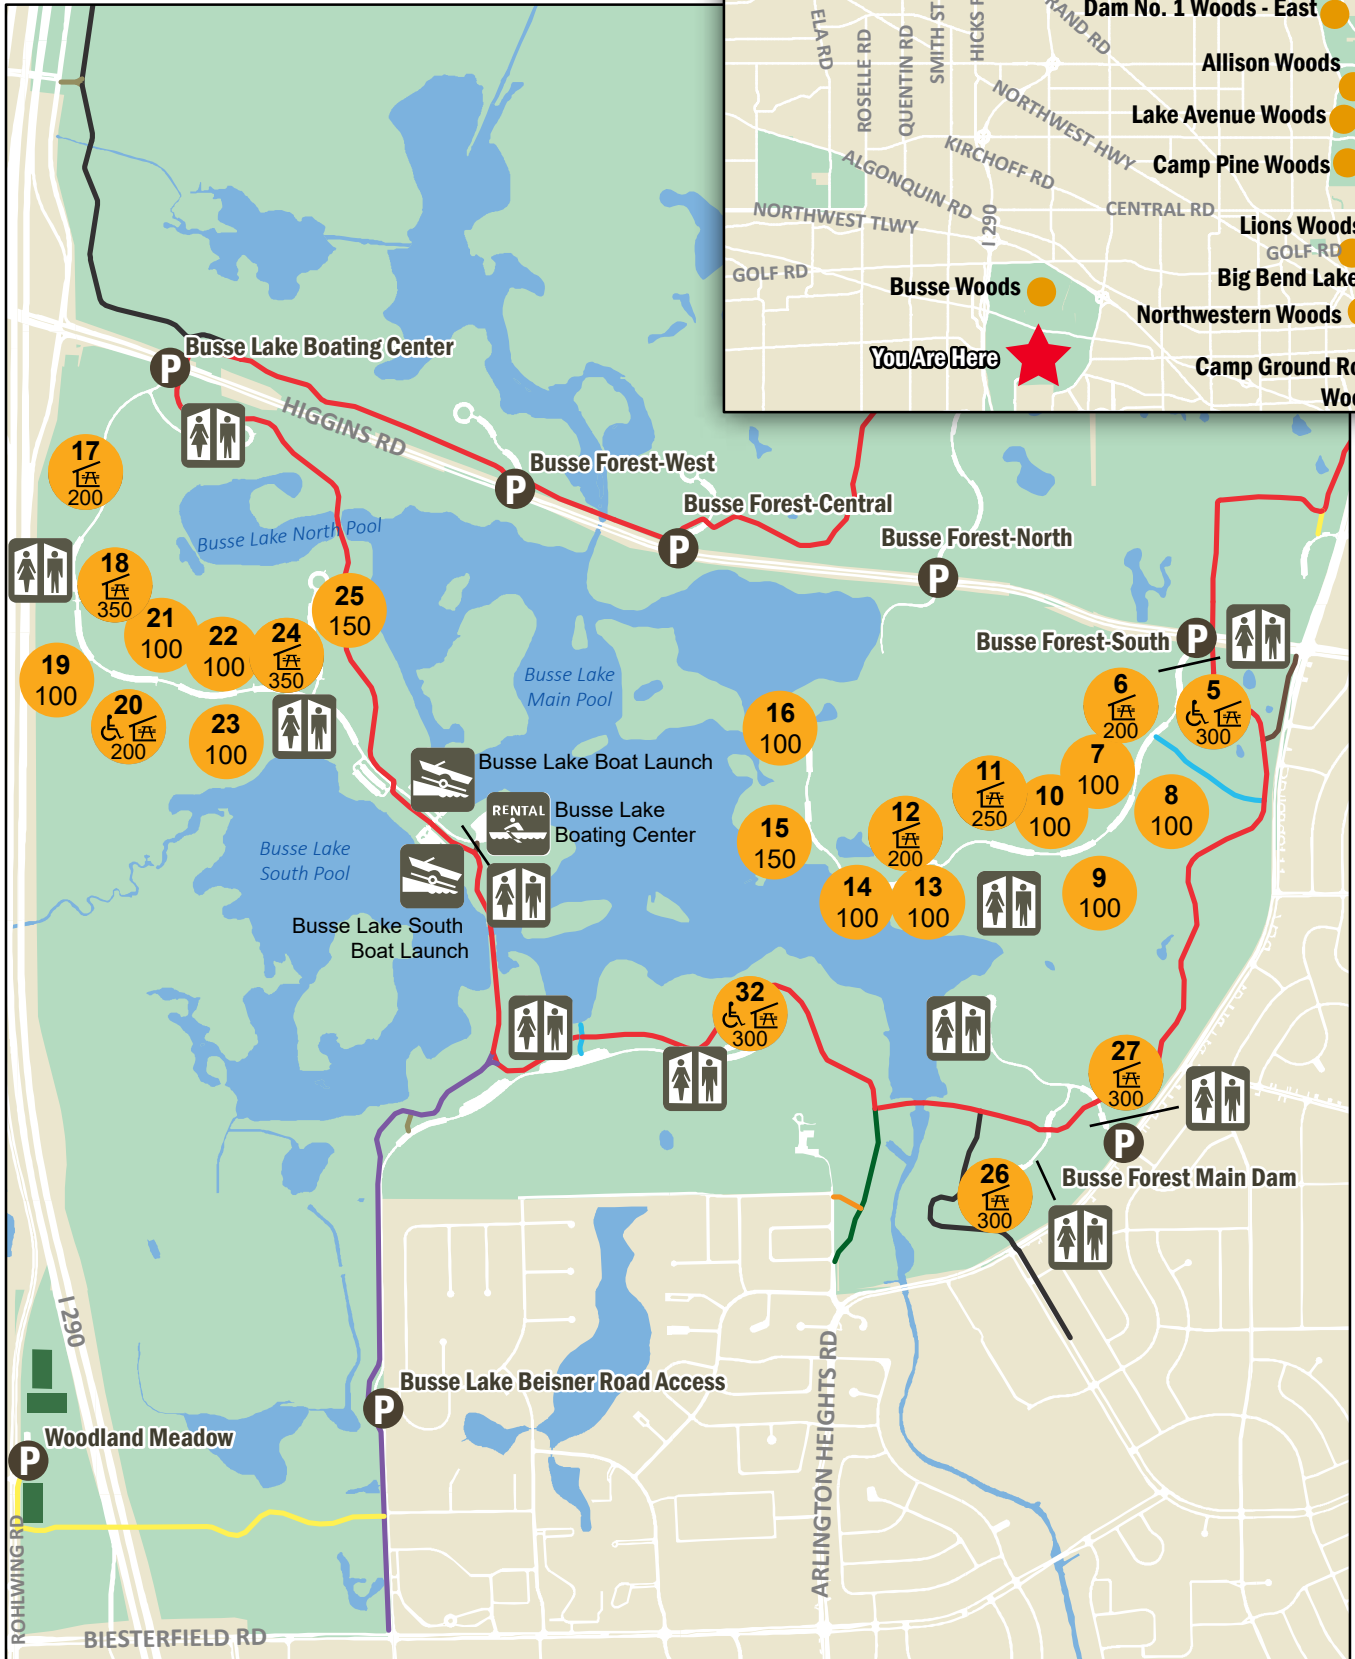 Dam No. 1 Woods - East
ELA RD
ROSELLE RD
QUENTIN RD
SMITH ST
Allison Woods
Lake Avenue Woods
NORTHWEST HWY
KIRCHOFF RD
Camp Pine Woods
ALGONQUIN RD
NORTHWEST TLWY
I 290
CENTRAL RD
GOLF RD
Lions Woods
GOLF RD
Big Bend Lake
Busse Woods
Northwestern Woods
You Are Here
Camp Ground
Busse Lake Boating Center
P
HIGGINS RD
17
200
Busse Forest-West
P
Busse Forest-Central
P
Busse Lake North Pool
Busse Forest-North
P
18
350
21
100
22
100
24
350
25
150
Busse Forest-South
P
19
100
20
200
23
100
Busse Lake
Main Pool
16
100
6
200
5
300
7
100
Busse Lake Boat Launch
11
250
10
100
8
100
RENTAL
Busse Lake
Boating Center
15
150
12
200
Busse Lake
South Pool
14
100
13
100
9
100
Busse Lake South
Boat Launch
32
300
27
300
P
Busse Forest Main Dam
26
300
I 290
ARLINGTON HEIGHTS RD
Busse Lake Beisner Road Access
P
Woodland Meadow
P
ROHLWING RD
BIESTERFIELD RD